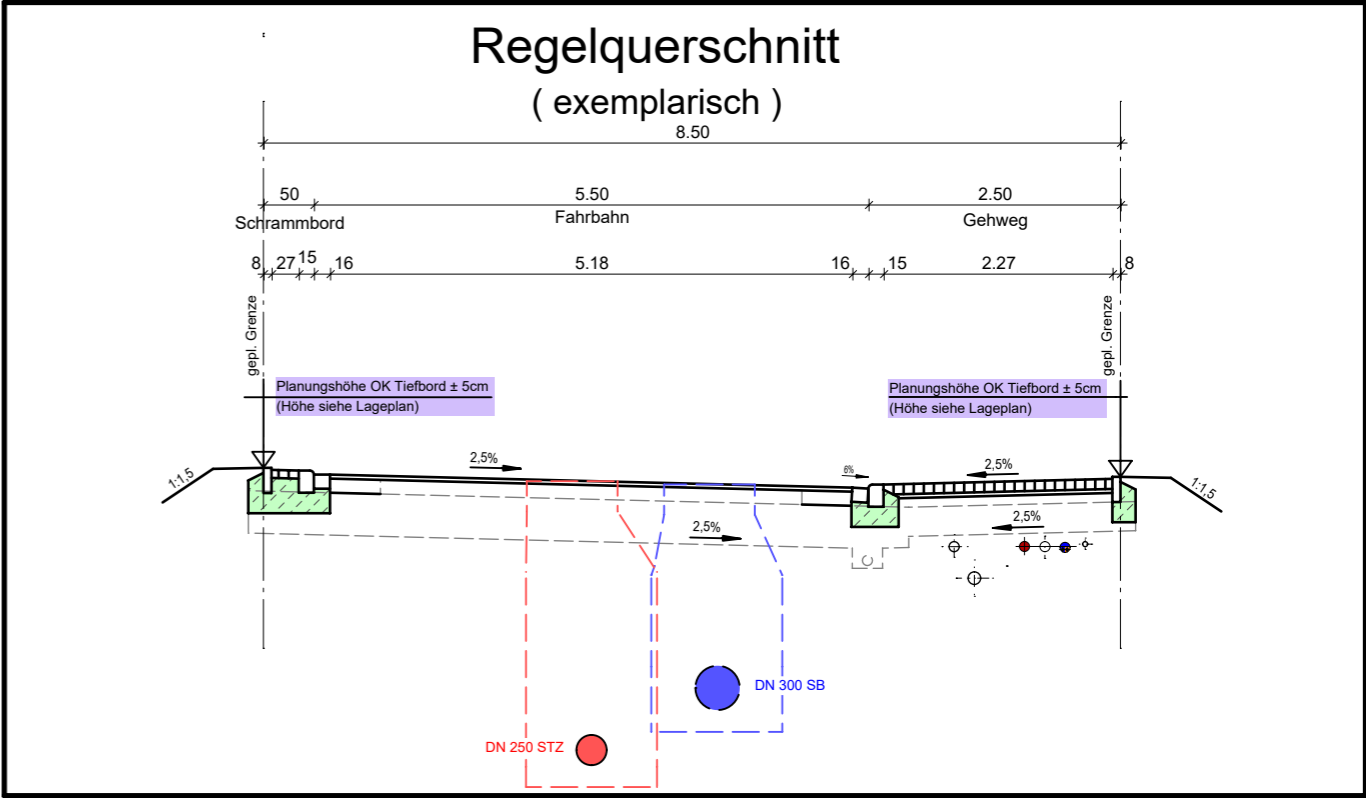 Regelquerschnitt
( exemplarisch )
8.50
50 5.50 2.50
Schrammbord Fahrbahn Gehweg
8 27 15 16 5.18 16 15 2.27 8
gepl. Grenze
gepl. Grenze
Planungshöhe OK Tiefbord ± 5cm
(Höhe siehe Lageplan)
Planungshöhe OK Tiefbord ± 5cm
(Höhe siehe Lageplan)
1:1,5 2,5% 6% 2,5% 1:1,5
2,5% 2,5%
DN 300 SB
DN 250 STZ